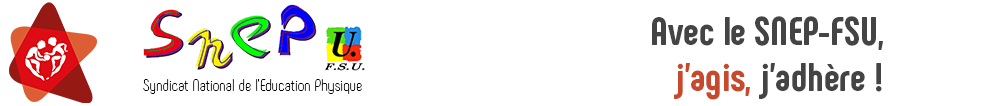 SnEP
U.
F.S.U.
Syndicat National de l'Education Physique
Avec le SNEP-FSU,
j'agis, j'adhère !